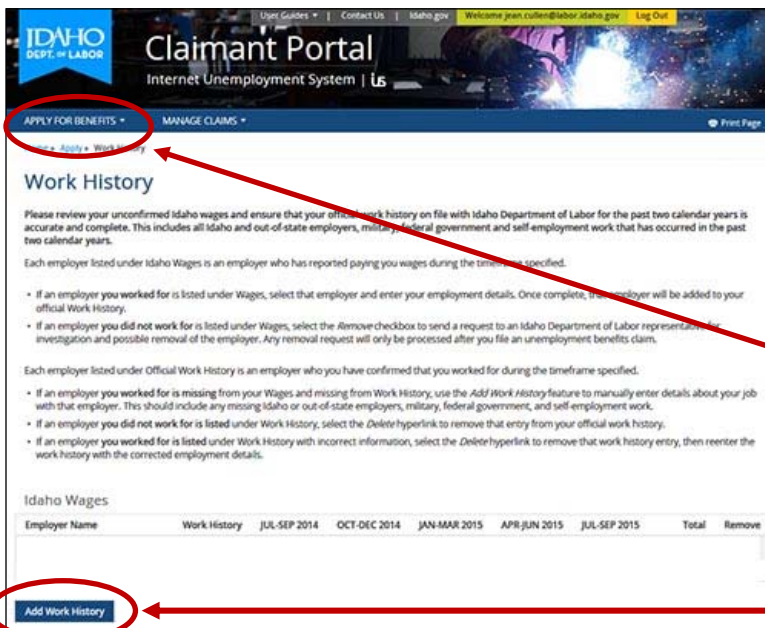 User Guides | Contact Us | Idaho.gov Welcome jean.cullen@labor.idaho.gov Log Out
IDAHO
DEPT. OF LABOR
Claimant Portal
Internet Unemployment System | ius
APPLY FOR BENEFITS MANAGE CLAIMS Print Page
Home » Apply » Work History
Work History
Please review your unconfirmed Idaho wages and ensure that your official work history on file with Idaho Department of Labor for the past two calendar years is
accurate and complete. This includes all Idaho and out-of-state employers, military, federal government and self-employment work that has occurred in the past
two calendar years.
Each employer listed under Idaho Wages is an employer who has reported paying you wages during the timeframe specified.
• If an employer you worked for is listed under Wages, select that employer and enter your employment details. Once complete, that employer will be added to your
official Work History.
• If an employer you did not work for is listed under Wages, select the Remove checkbox to send a request to an Idaho Department of Labor representative for
investigation and possible removal of the employer. Any removal request will only be processed after you file an unemployment benefits claim.
Each employer listed under Official Work History is an employer who you have confirmed that you worked for during the timeframe specified.
• If an employer you worked for is missing from your Wages and missing from Work History, use the Add Work History feature to manually enter details about your job
with that employer. This should include any missing Idaho or out-of-state employers, military, federal government, and self-employment work.
• If an employer you did not work for is listed under Work History, select the Delete hyperlink to remove that entry from your official work history.
• If an employer you worked for is listed under Work History with incorrect information, select the Delete hyperlink to remove that work history entry, then reenter the
work history with the corrected employment details.
Idaho Wages
Employer Name Work History JUL-SEP 2014 OCT-DEC 2014 JAN-MAR 2015 APR-JUN 2015 JUL-SEP 2015 Total Remove
Add Work History